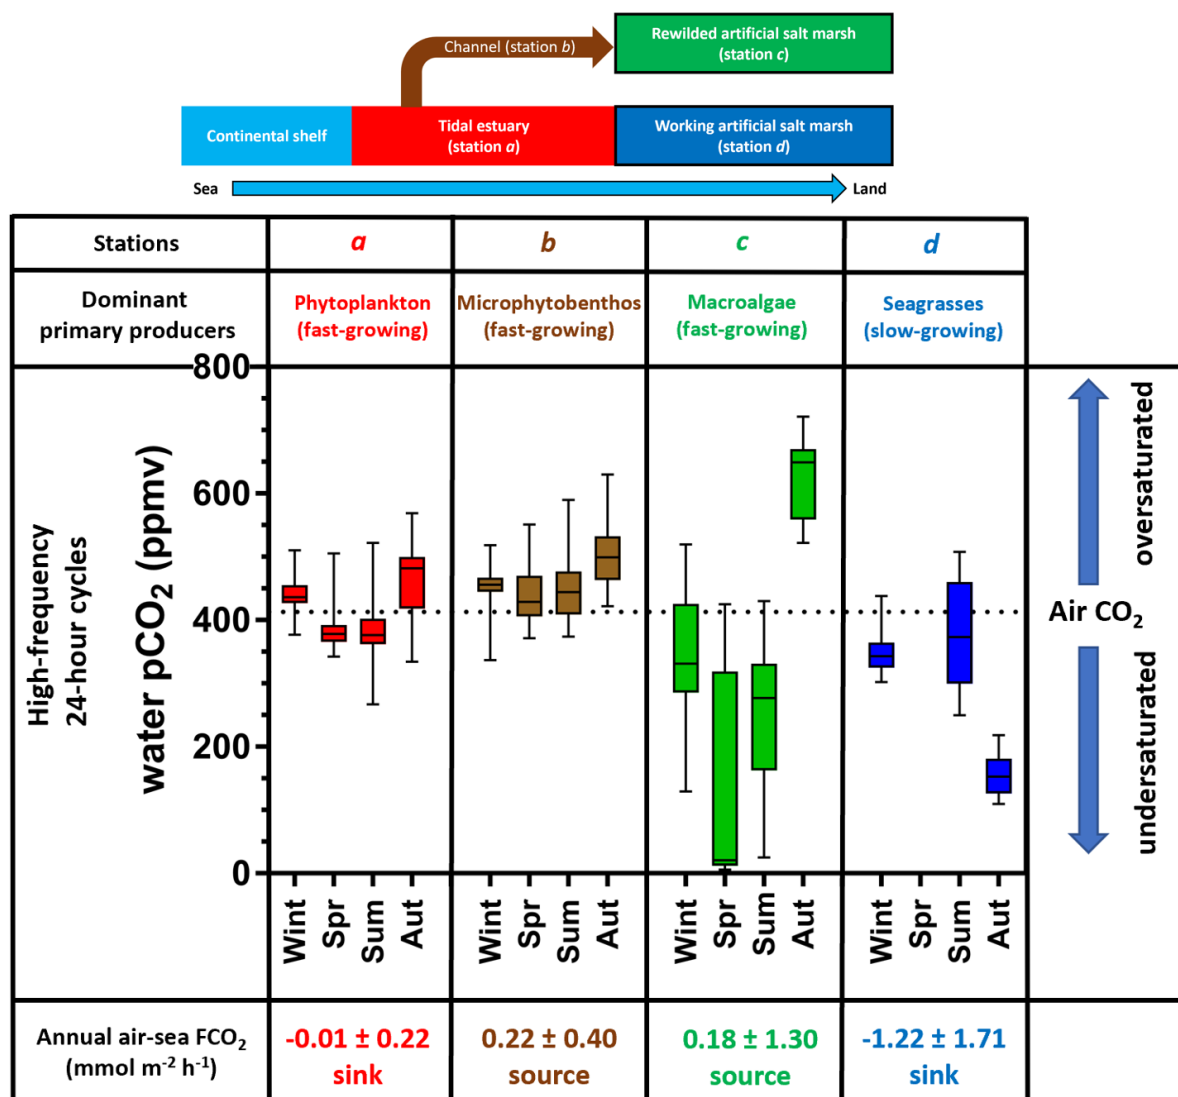 Channel (station b)
Rewilded artificial salt marsh
(station c)
Continental shelf
Tidal estuary
(station a)
Working artificial salt marsh
(station d)
Sea
Land
Stations
a
b
c
d
Dominant
primary producers
Phytoplankton
(fast-growing)
Microphytobenthos
(fast-growing)
Macroalgae
(fast-growing)
Seagrasses
(slow-growing)
High-frequency
24-hour cycles
water pCO₂ (ppmv)
800
600
400
200
0
oversaturated
Air CO₂
undersaturated
Wint
Spr
Sum
Aut
Wint
Spr
Sum
Aut
Wint
Spr
Sum
Aut
Wint
Spr
Sum
Aut
Annual air-sea FCO₂
(mmol m⁻² h⁻¹)
-0.01 ± 0.22
sink
0.22 ± 0.40
source
0.18 ± 1.30
source
-1.22 ± 1.71
sink